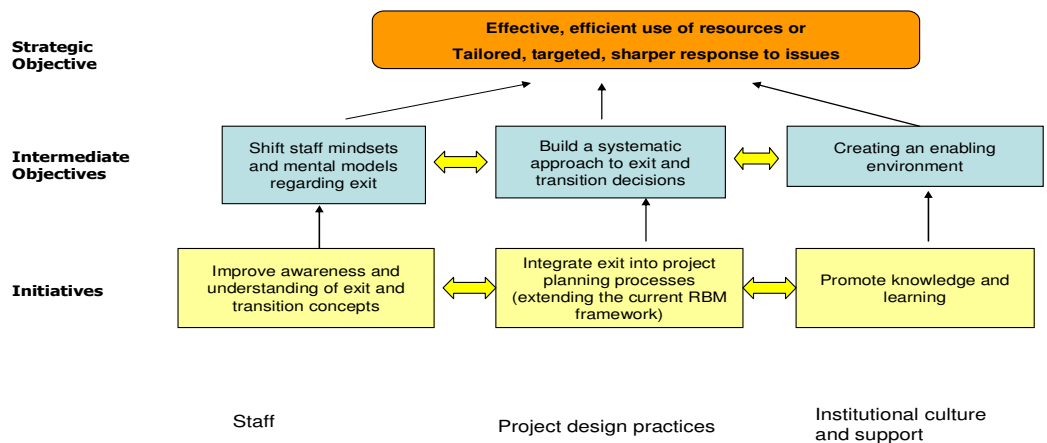 Strategic
Objective
Effective, efficient use of resources or
Tailored, targeted, sharper response to issues
Intermediate
Objectives
Shift staff mindsets
and mental models
regarding exit
Build a systematic
approach to exit and
transition decisions
Creating an enabling
environment
Initiatives
Improve awareness and
understanding of exit and
transition concepts
Integrate exit into project
planning processes
(extending the current RBM
framework)
Promote knowledge and
learning
Staff
Project design practices
Institutional culture
and support